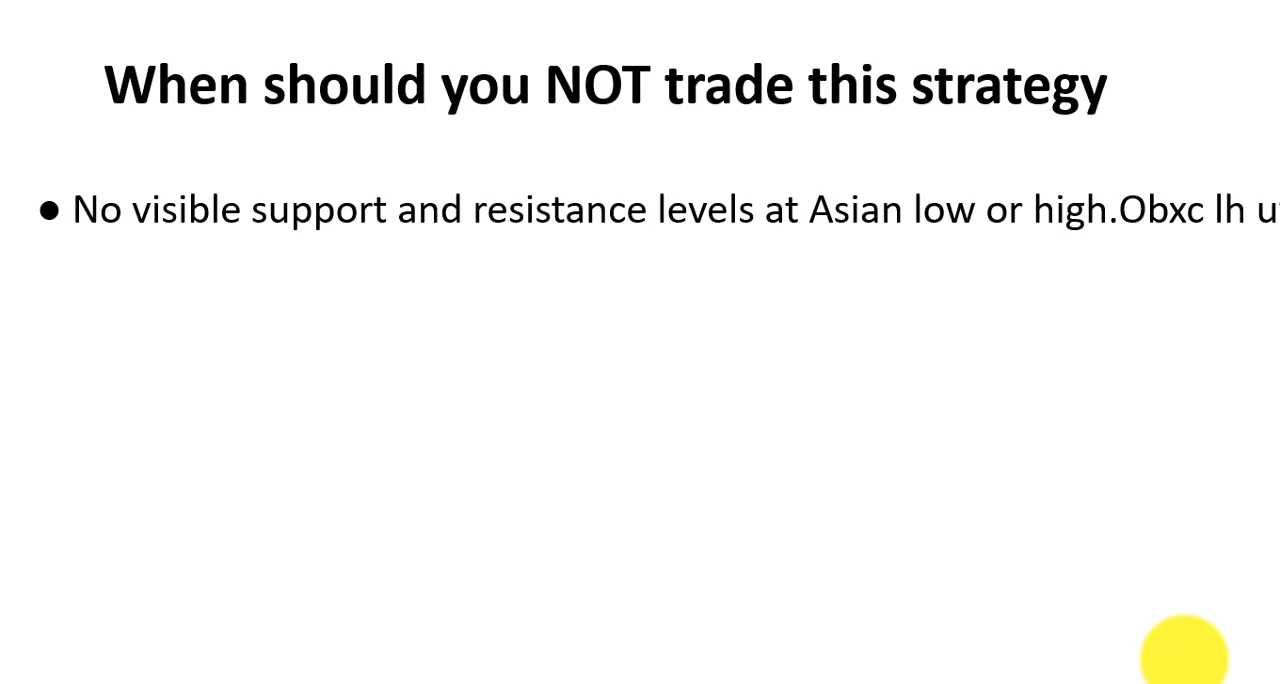 When should you NOT trade this strategy
● No visible support and resistance levels at Asian low or high.Obxc lh